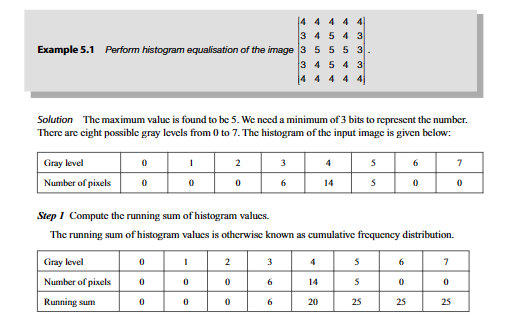 4 4 4 4 4
3 4 5 4 3
Example 5.1 Perform histogram equalisation of the image 3 5 5 5 3 .
3 4 5 4 3
4 4 4 4 4
Solution The maximum value is found to be 5. We need a minimum of 3 bits to represent the number.
There are eight possible gray levels from 0 to 7. The histogram of the input image is given below:
Gray level 0 1 2 3 4 5 6 7
Number of pixels 0 0 0 6 14 5 0 0
Step 1 Compute the running sum of histogram values.
The running sum of histogram values is otherwise known as cumulative frequency distribution.
Gray level 0 1 2 3 4 5 6 7
Number of pixels 0 0 0 6 14 5 0 0
Running sum 0 0 0 6 20 25 25 25